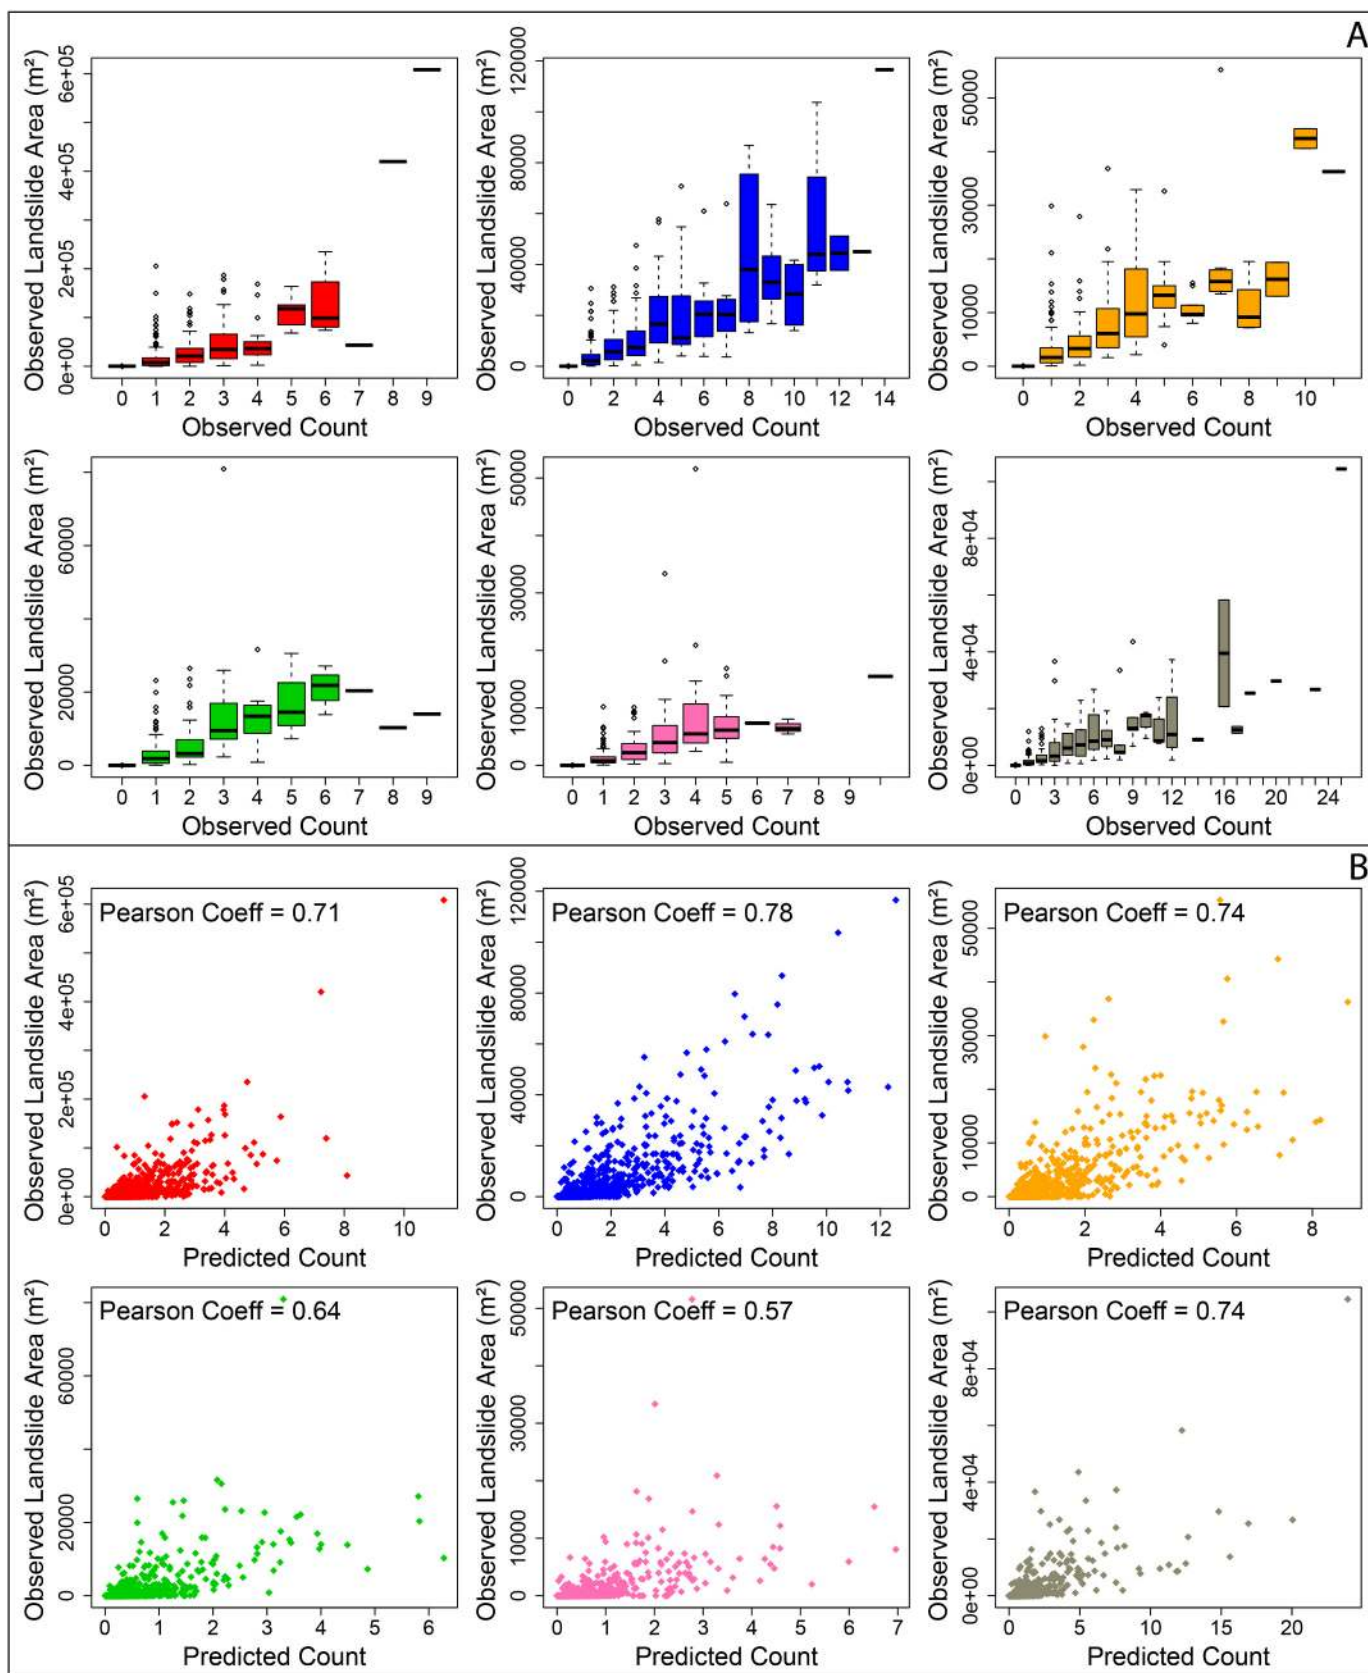 A
Observed Landslide Area (m²)
0e+00 2e+05 4e+05 6e+05
0 1 2 3 4 5 6 7 8 9
Observed Count
Observed Landslide Area (m²)
0 40000 80000 120000
0 2 4 6 8 10 12 14
Observed Count
Observed Landslide Area (m²)
0 10000 30000 50000
0 2 4 6 8 10
Observed Count
Observed Landslide Area (m²)
0 20000 60000
0 1 2 3 4 5 6 7 8 9
Observed Count
Observed Landslide Area (m²)
0 10000 30000 50000
0 1 2 3 4 5 6 7 8 9
Observed Count
Observed Landslide Area (m²)
0e+00 4e+04 8e+04
0 3 6 9 12 16 20 24
Observed Count
B
Observed Landslide Area (m²)
0e+00 2e+05 4e+05 6e+05
Pearson Coeff = 0.71
0 2 4 6 8 10
Predicted Count
Observed Landslide Area (m²)
0 40000 80000 120000
Pearson Coeff = 0.78
0 2 4 6 8 10 12
Predicted Count
Observed Landslide Area (m²)
0 10000 30000 50000
Pearson Coeff = 0.74
0 2 4 6 8
Predicted Count
Observed Landslide Area (m²)
0 20000 60000
Pearson Coeff = 0.64
0 1 2 3 4 5 6
Predicted Count
Observed Landslide Area (m²)
0 10000 30000 50000
Pearson Coeff = 0.57
0 1 2 3 4 5 6 7
Predicted Count
Observed Landslide Area (m²)
0e+00 4e+04 8e+04
Pearson Coeff = 0.74
0 5 10 15 20
Predicted Count